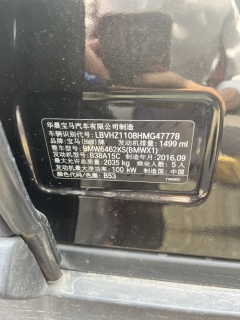 华晨宝马汽车有限公司制造
车辆识别代号: LBVHZ1108HMG47778
品牌: 宝马(BMW)牌 发动机排量: 1499 ml
整车型号: BMW6462KS(BMWX1)
发动机型号: B38A15C 制造年月: 2016.09
最大允许总质量: 2035 kg 乘坐人数: 5 人
发动机最大净功率: 100 kW 制造国: 中国
颜色代码/色图: B53